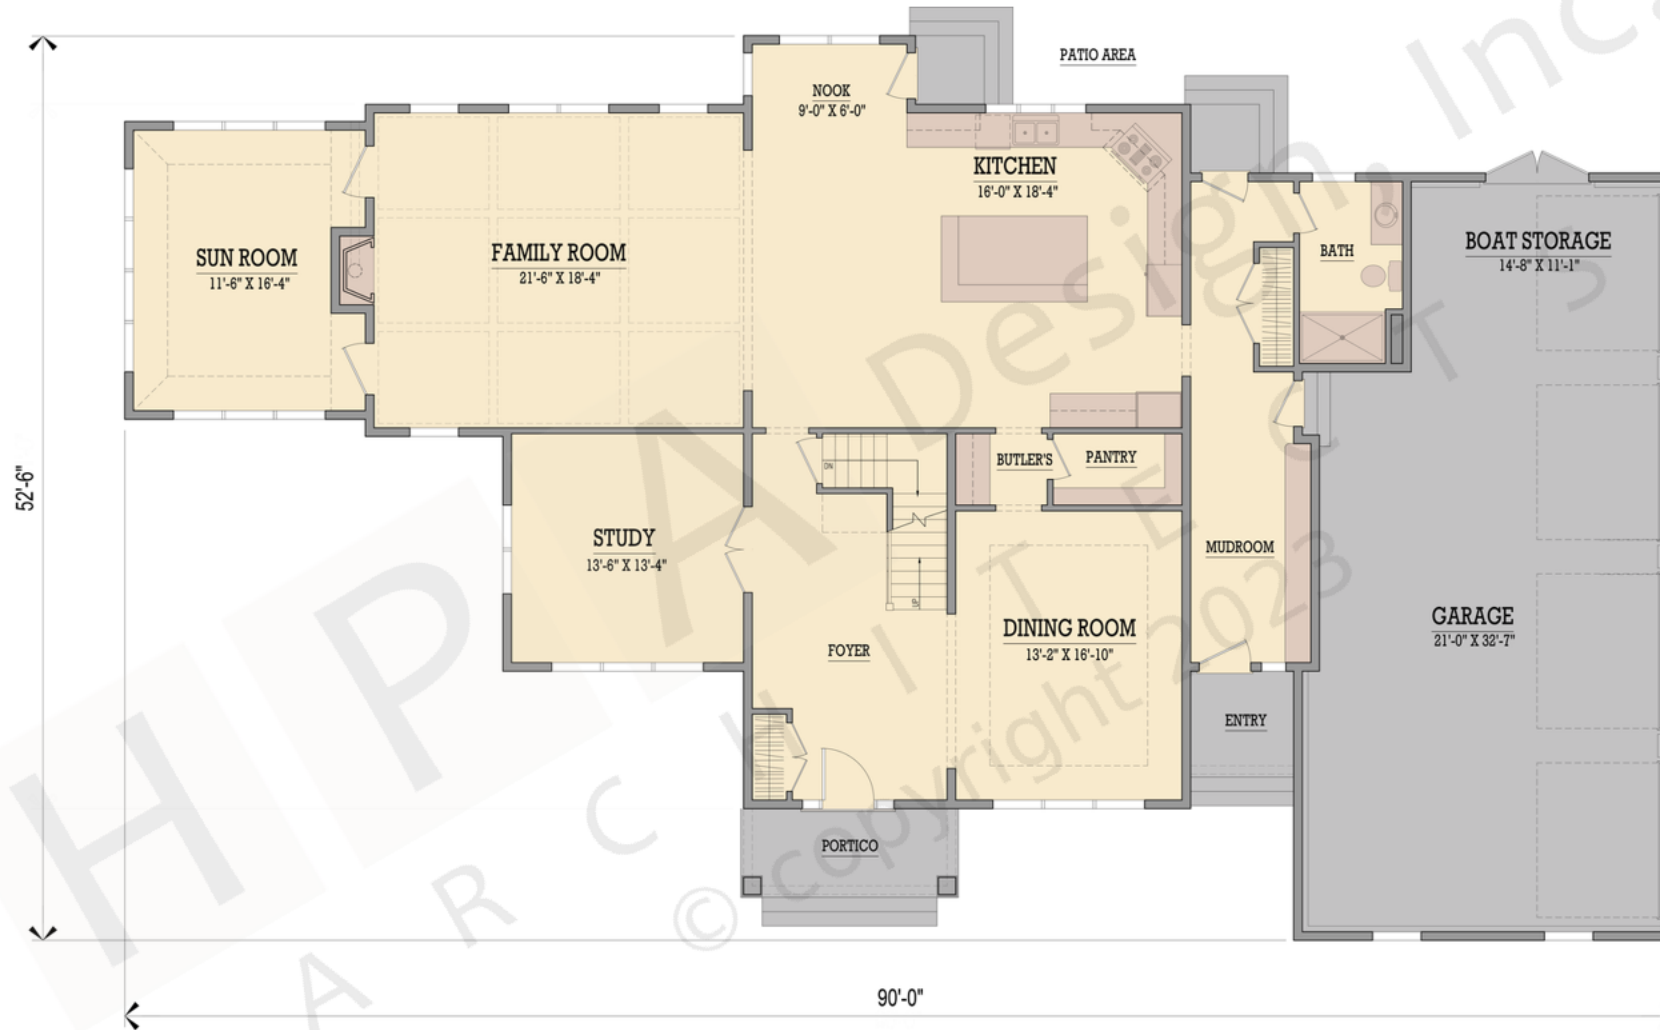 PATIO AREA
NOOK
9'-0" X 6'-0"
KITCHEN
16'-0" X 18'-4"
SUN ROOM
11'-6" X 16'-4"
FAMILY ROOM
21'-6" X 18'-4"
BATH
BOAT STORAGE
14'-8" X 11'-1"
52'-6"
DN
BUTLER'S
PANTRY
STUDY
13'-6" X 13'-4"
MUDROOM
UP
DINING ROOM
13'-2" X 16'-10"
FOYER
GARAGE
21'-0" X 32'-7"
ENTRY
PORTICO
90'-0"
HPA Design, Inc.
ARCHITECTS
© copyright 2023